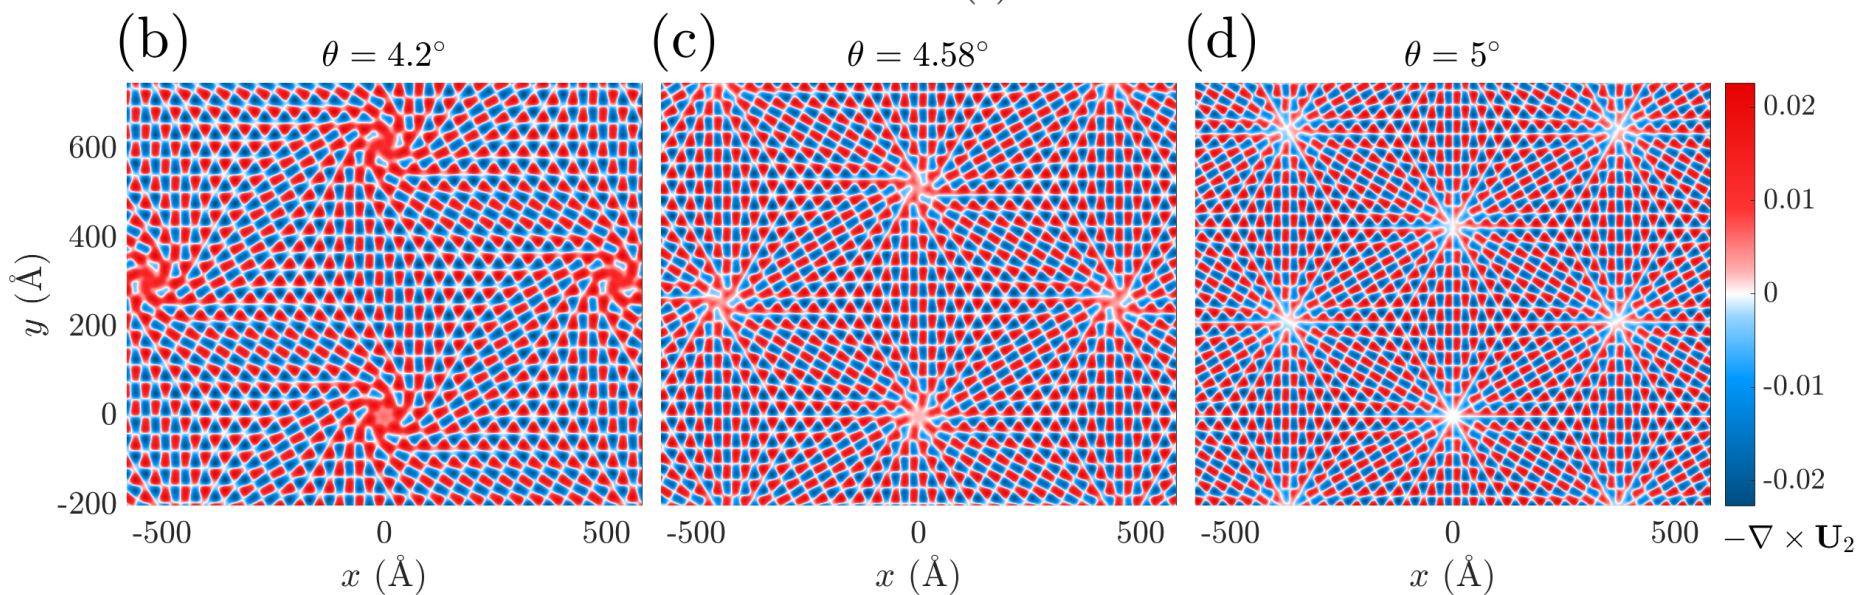 (b)
θ = 4.2°
(c)
θ = 4.58°
(d)
θ = 5°
y (Å)
600
400
200
0
-200
-500
0
500
x (Å)
-500
0
500
x (Å)
-500
0
500
x (Å)
0.02
0.01
0
-0.01
-0.02
−∇ × U₂